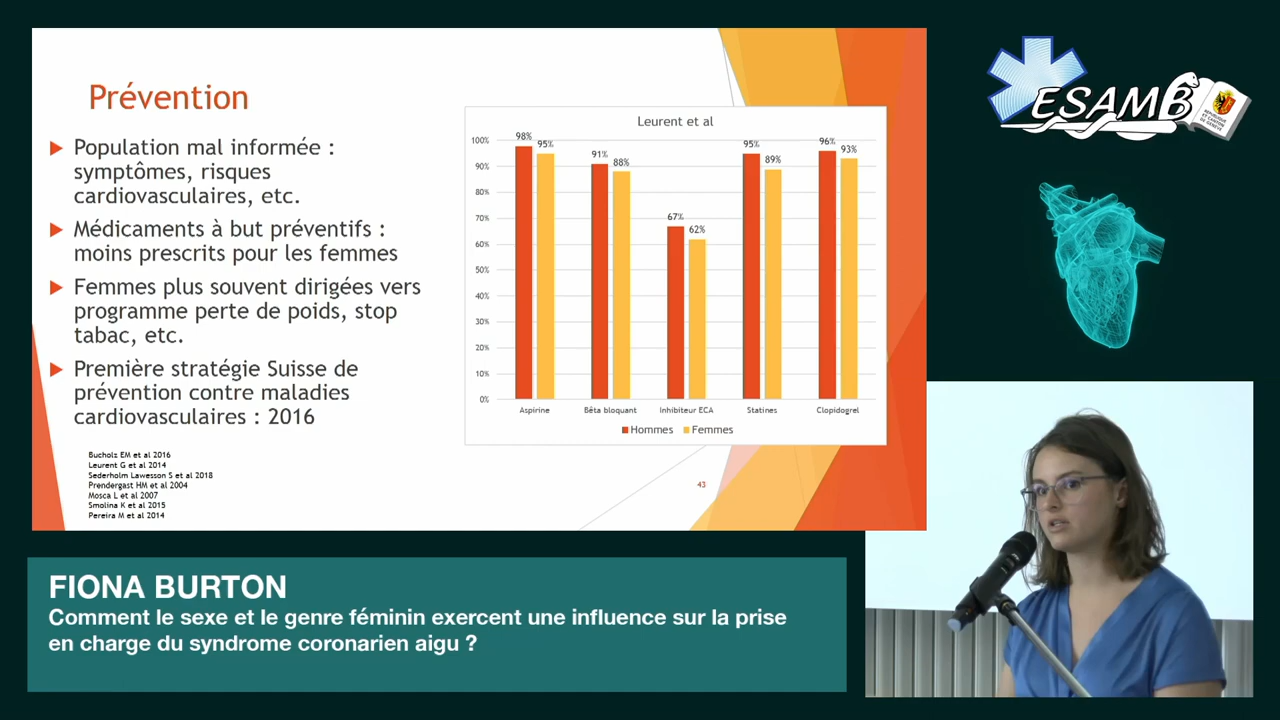 Prévention
Population mal informée :
symptômes, risques
cardiovasculaires, etc.
Médicaments à but préventifs :
moins prescrits pour les femmes
Femmes plus souvent dirigées vers
programme perte de poids, stop
tabac, etc.
Première stratégie Suisse de
prévention contre maladies
cardiovasculaires : 2016
Bucholz EM et al 2016
Leurent G et al 2014
Sederholm Lawesson S et al 2018
Prendergast HM et al 2004
Mosca L et al 2007
Smolina K et al 2015
Pereira M et al 2014
Leurent et al
100%
90%
80%
70%
60%
50%
40%
30%
20%
10%
0%
98% 95% 91% 88% 67% 62% 95% 89% 96% 93%
Aspirine Bêta bloquant Inhibiteur ECA Statines Clopidogrel
Hommes Femmes
43
ESAMB
REPUBLIQUE
ET CANTON
DE GENEVE
FIONA BURTON
Comment le sexe et le genre féminin exercent une influence sur la prise
en charge du syndrome coronarien aigu ?